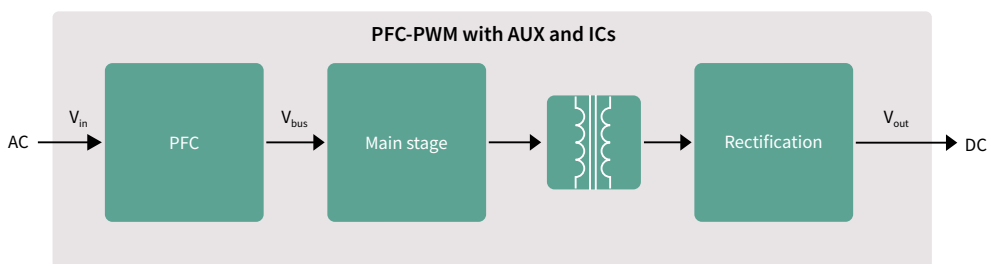 PFC-PWM with AUX and ICs
AC
Vin
PFC
Vbus
Main stage
Rectification
Vout
DC